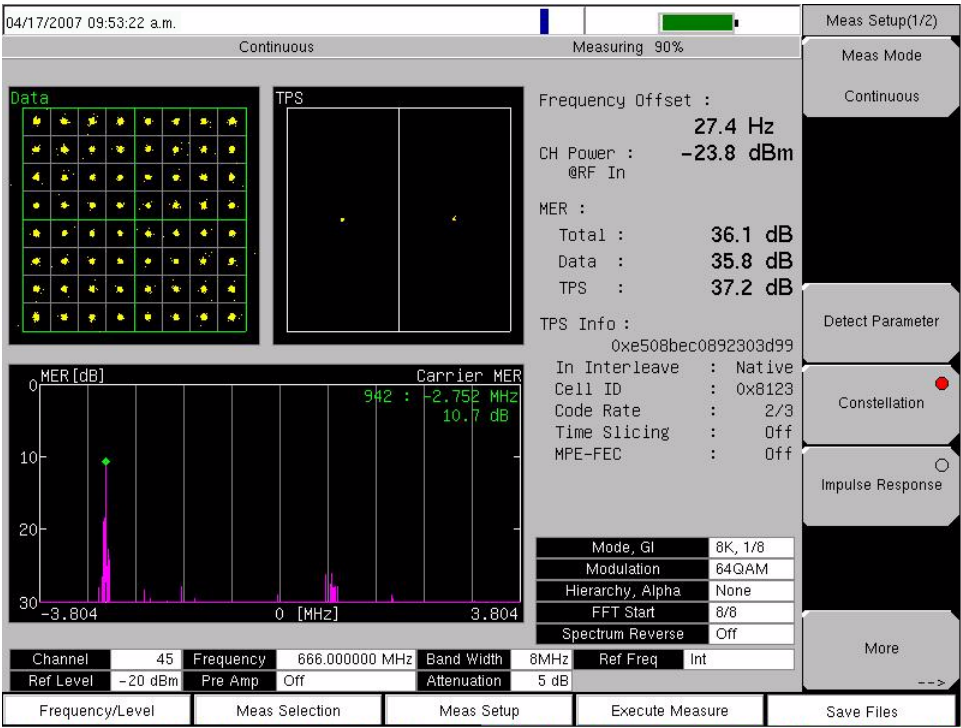 04/17/2007 09:53:22 a.m.
Meas Setup(1/2)
Continuous
Measuring 90%
Meas Mode
Continuous
Data
TPS
Frequency Offset :
27.4 Hz
CH Power : -23.8 dBm
@RF In
MER :
Total : 36.1 dB
Data : 35.8 dB
TPS : 37.2 dB
TPS Info :
0xe508bec0892303d99
In Interleave : Native
Cell ID : 0x8123
Code Rate : 2/3
Time Slicing : Off
MPE-FEC : Off
Detect Parameter
Constellation
Impulse Response
MER[dB]
Carrier MER
942 : -2.752 MHz
10.7 dB
0
10
20
30
-3.804
0 [MHz]
3.804
Mode, GI 8K, 1/8
Modulation 64QAM
Hierarchy, Alpha None
FFT Start 8/8
Spectrum Reverse Off
More
-->
Channel 45 Frequency 666.000000 MHz Band Width 8MHz Ref Freq Int
Ref Level -20 dBm Pre Amp Off Attenuation 5 dB
Frequency/Level
Meas Selection
Meas Setup
Execute Measure
Save Files